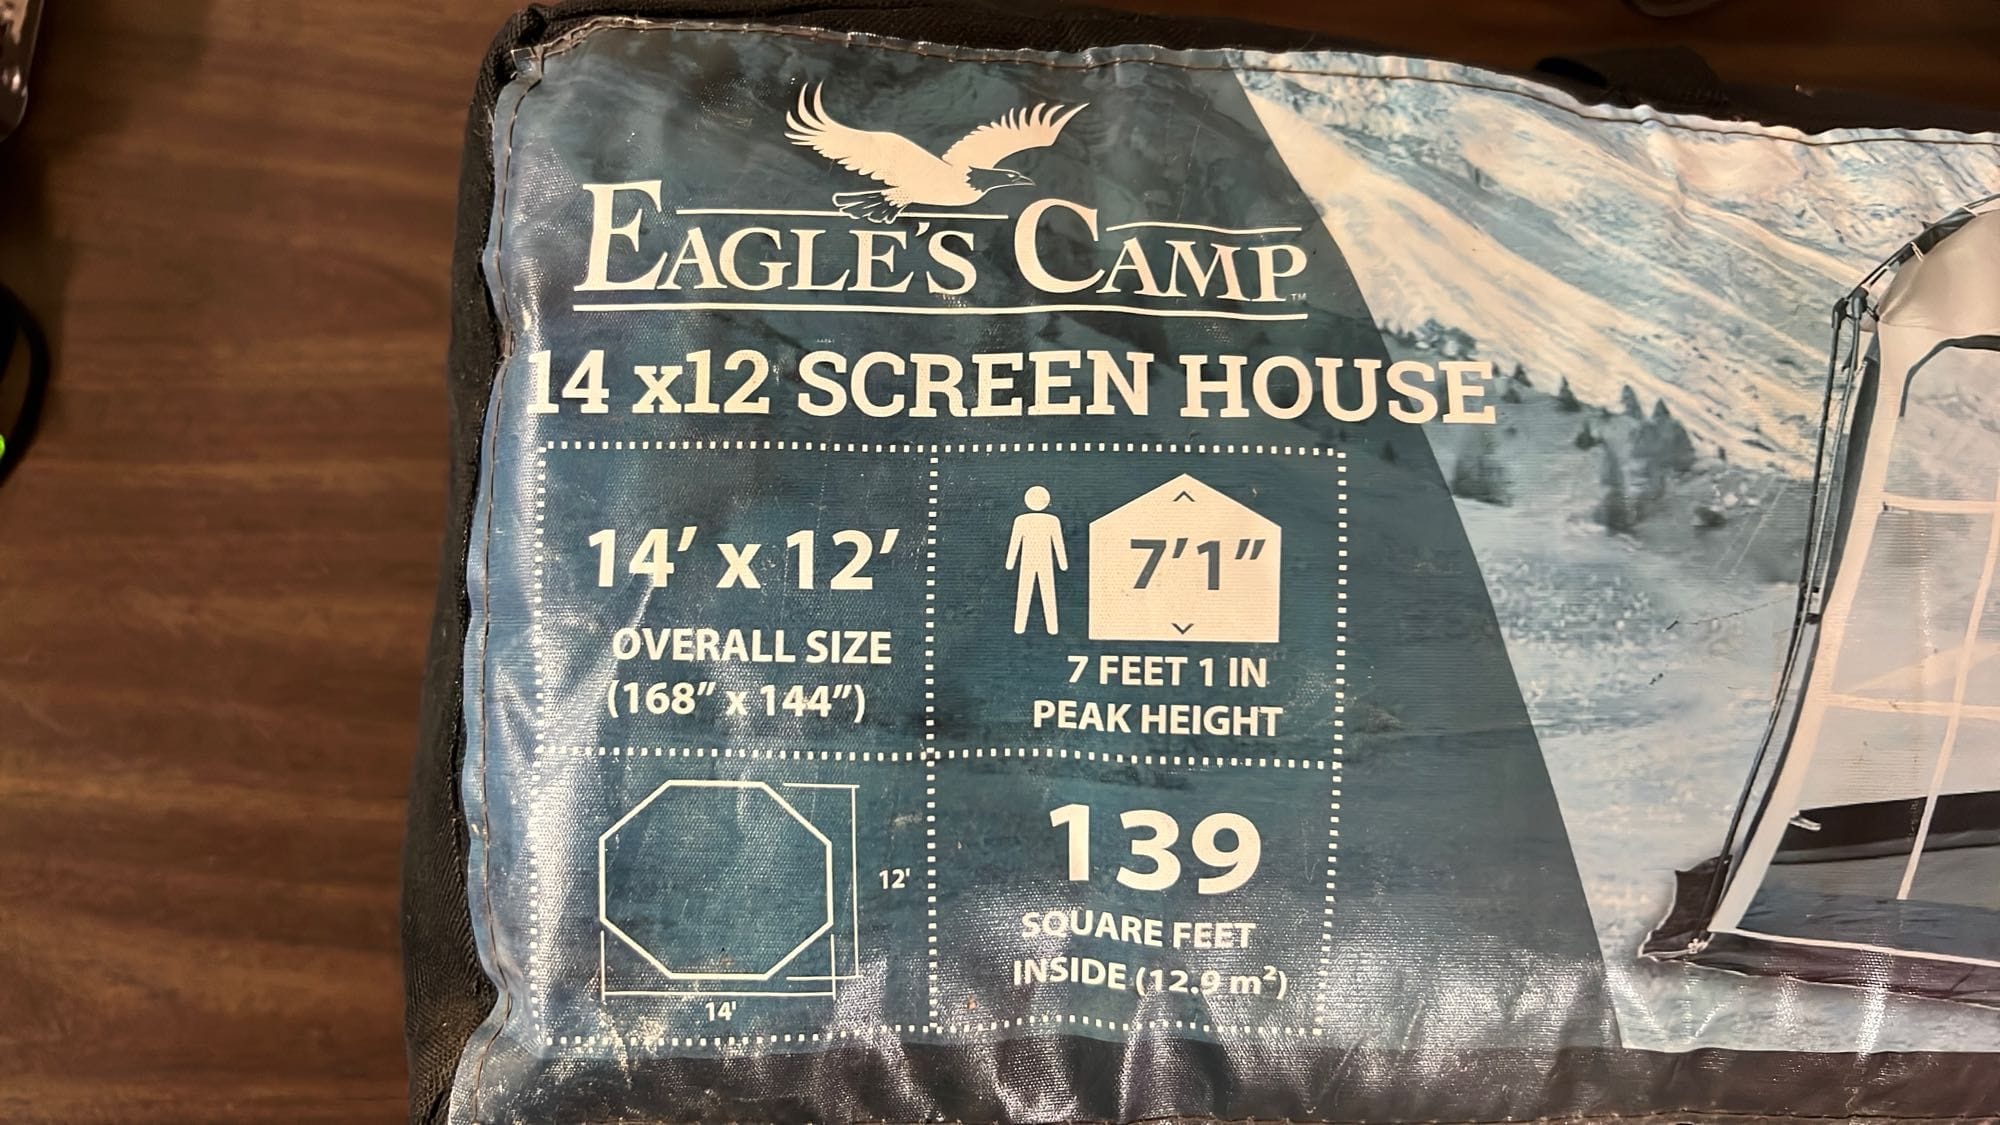 EAGLE'S CAMP™
14 x12 SCREEN HOUSE
14' x 12'
OVERALL SIZE
(168" x 144")
7'1"
7 FEET 1 IN
PEAK HEIGHT
12'
14'
139
SQUARE FEET
INSIDE (12.9 m²)